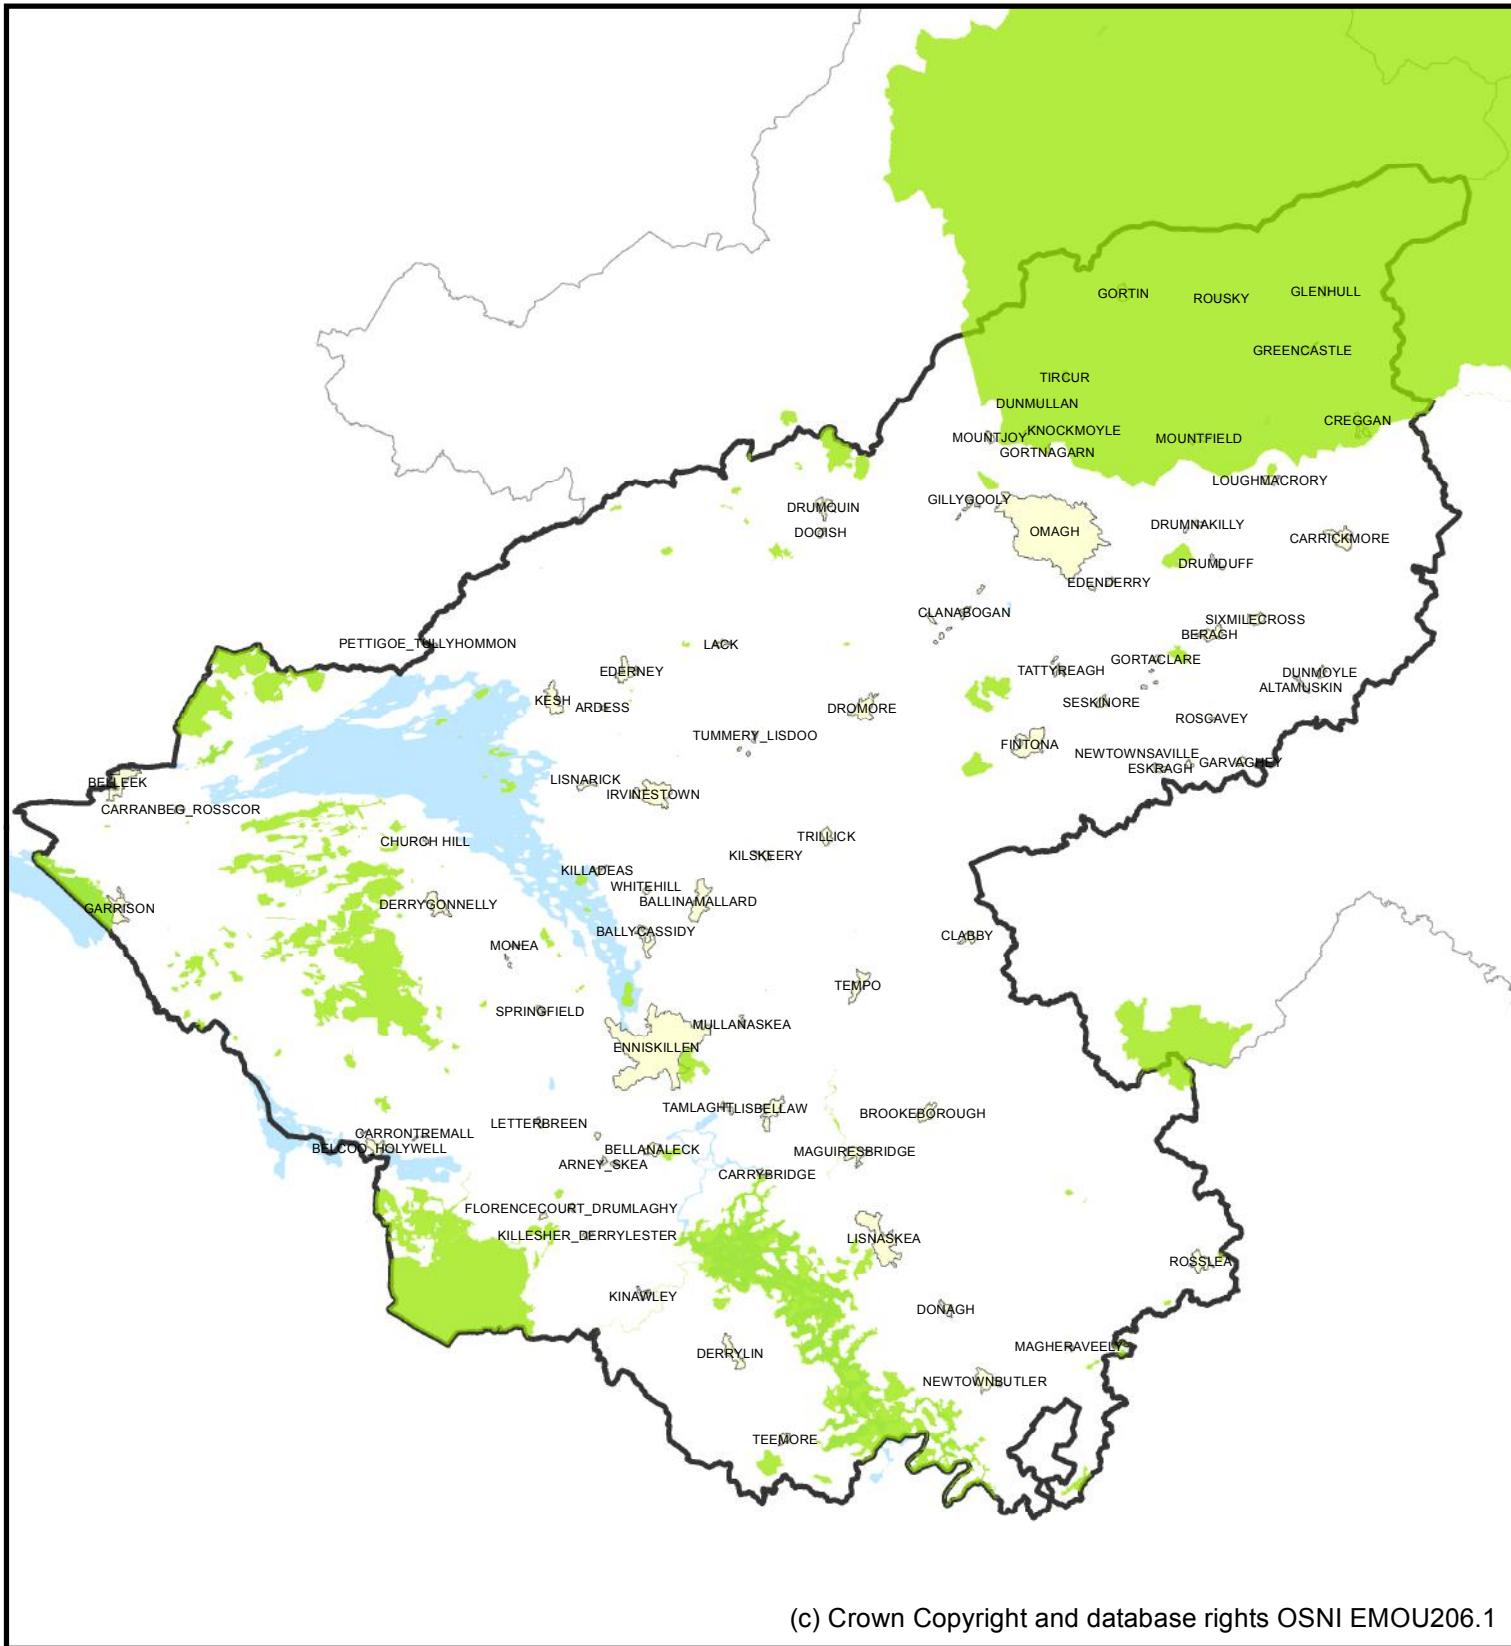 GORTIN
ROUSKY
GLENHULL
GREENCASTLE
TIRCUR
DUNMULLAN
CREGGAN
KNOCKMOYLE
MOUNTJOY
MOUNTFIELD
GORTNAGARN
LOUGHMACRORY
GILLYGOOLY
DRUMQUIN
DOOISH
OMAGH
DRUMNAKILLY
CARRICKMORE
DRUMDUFF
EDENDERRY
CLANABOGAN
SIXMILECROSS
BERAGH
PETTIGOE_TULLYHOMMON
LACK
GORTACLARE
EDERNEY
TATTYREAGH
DUNMOYLE
ALTAMUSKIN
KESH
ARDESS
DROMORE
SESKINORE
ROSGAVEY
TUMMERY_LISDOO
FINTONA
NEWTOWNSAVILLE
GARVAGHEY
ESKRAGH
BELLEEK
LISNARICK
IRVINESTOWN
CARRANBEG_ROSSCOR
CHURCH HILL
TRILLICK
KILSKEERY
KILLADEAS
WHITEHILL
BALLINAMALLARD
GARRISON
DERRYGONNELLY
BALLYCASSIDY
CLABBY
MONEA
TEMPO
SPRINGFIELD
MULLANASKEA
ENNISKILLEN
TAMLAGHT
LISBELLAW
BROOKEBOROUGH
LETTERBREEN
CARRONTREMALL
BELCOO_HOLYWELL
BELLANALECK
MAGUIRESBRIDGE
ARNEY_SKEA
CARRYBRIDGE
FLORENCECOURT_DRUMLAGHY
KILLESHER_DERRYLESTER
LISNASKEA
ROSSLEA
KINAWLEY
DONAGH
DERRYLIN
MAGHERAVEELY
NEWTOWNBUTLER
TEEMORE
(c) Crown Copyright and database rights OSNI EMOU206.1